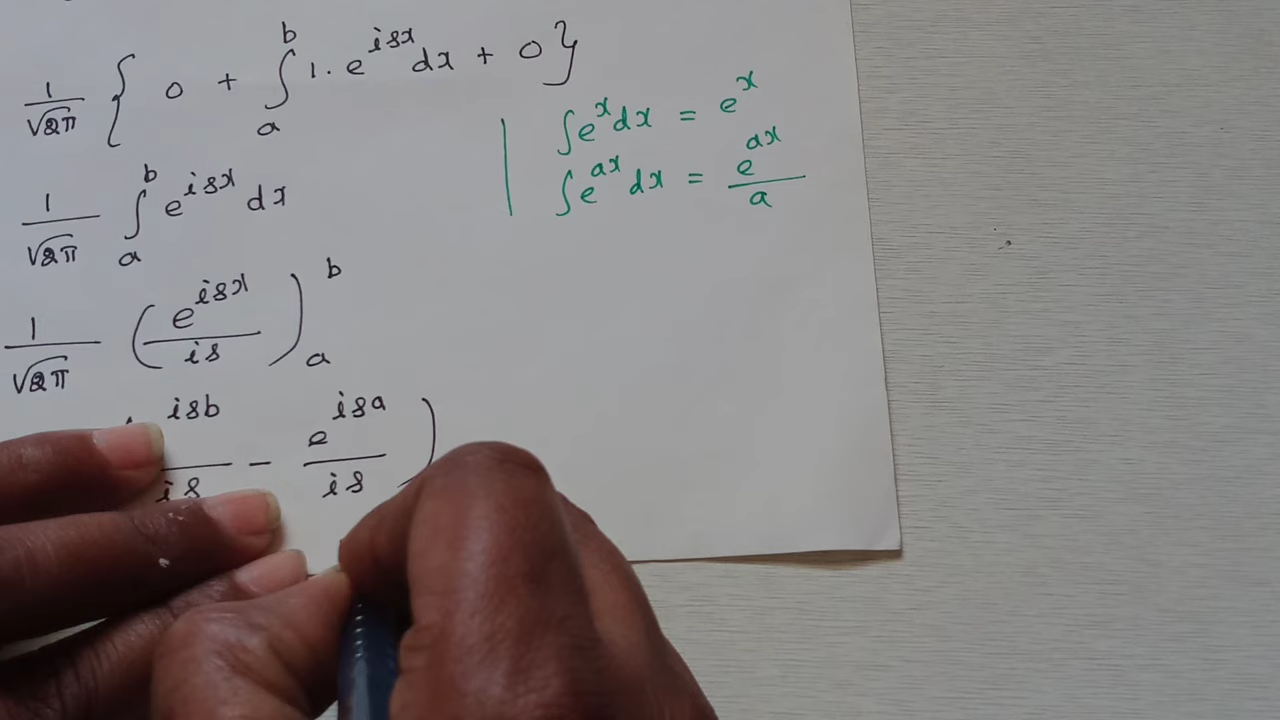 1/√2π { 0 + ∫_a^b 1. e^{isx} dx + 0 }
∫e^x dx = e^x
∫e^{ax} dx = e^{ax}/a
1/√2π ∫_a^b e^{isx} dx
1/√2π (e^{isx}/is)_a^b
isb/is - e^{isa}/is )